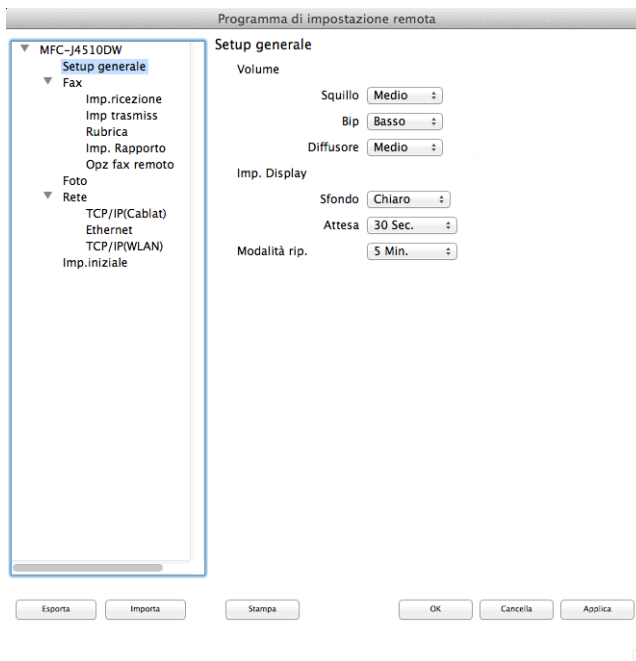 Programma di impostazione remota
MFC-J4510DW
Setup generale
Fax
Imp.ricezione
Imp trasmiss
Rubrica
Imp. Rapporto
Opz fax remoto
Foto
Rete
TCP/IP(Cablat)
Ethernet
TCP/IP(WLAN)
Imp.iniziale
Setup generale
Volume
Squillo Medio
Bip Basso
Diffusore Medio
Imp. Display
Sfondo Chiaro
Attesa 30 Sec.
Modalità rip. 5 Min.
Esporta Importa Stampa OK Cancella Applica